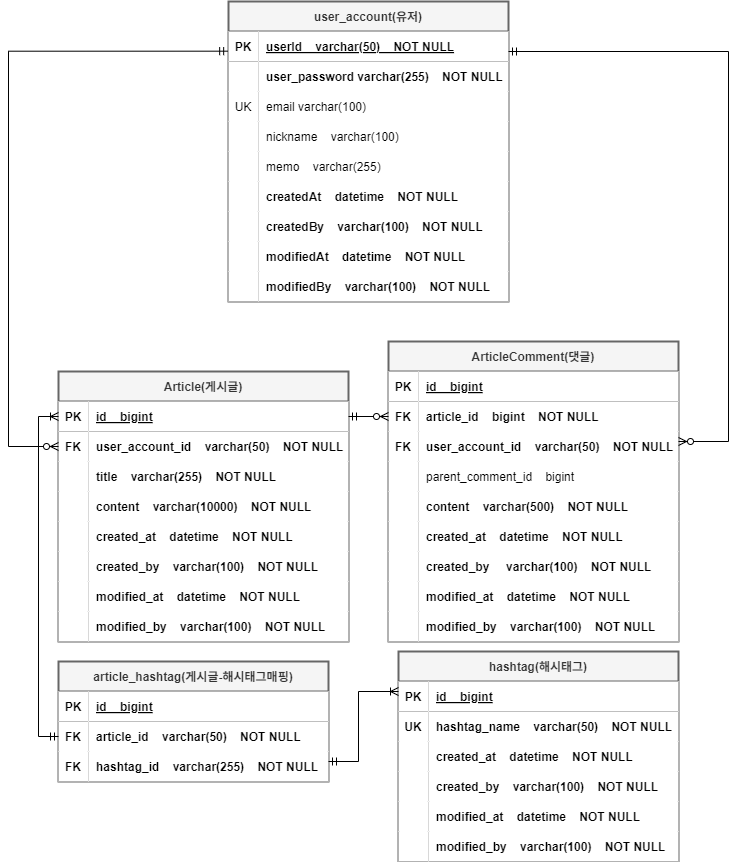 user_account(유저)
PK userId varchar(50) NOT NULL
user_password varchar(255) NOT NULL
UK email varchar(100)
nickname varchar(100)
memo varchar(255)
createdAt datetime NOT NULL
createdBy varchar(100) NOT NULL
modifiedAt datetime NOT NULL
modifiedBy varchar(100) NOT NULL
Article(게시글)
PK id bigint
FK user_account_id varchar(50) NOT NULL
title varchar(255) NOT NULL
content varchar(10000) NOT NULL
created_at datetime NOT NULL
created_by varchar(100) NOT NULL
modified_at datetime NOT NULL
modified_by varchar(100) NOT NULL
ArticleComment(댓글)
PK id bigint
FK article_id bigint NOT NULL
FK user_account_id varchar(50) NOT NULL
parent_comment_id bigint
content varchar(500) NOT NULL
created_at datetime NOT NULL
created_by varchar(100) NOT NULL
modified_at datetime NOT NULL
modified_by varchar(100) NOT NULL
article_hashtag(게시글-해시태그매핑)
PK id bigint
FK article_id varchar(50) NOT NULL
FK hashtag_id varchar(255) NOT NULL
hashtag(해시태그)
PK id bigint
UK hashtag_name varchar(50) NOT NULL
created_at datetime NOT NULL
created_by varchar(100) NOT NULL
modified_at datetime NOT NULL
modified_by varchar(100) NOT NULL